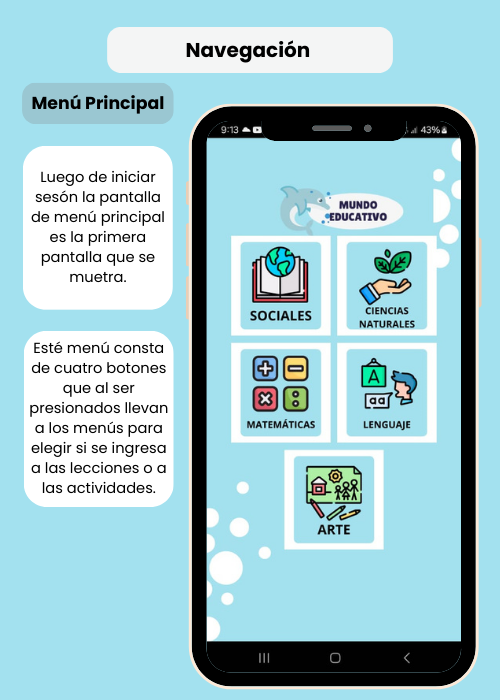 Navegación
Menú Principal
Luego de iniciar
sesón la pantalla
de menú principal
es la primera
pantalla que se
muetra.
Esté menú consta
de cuatro botones
que al ser
presionados llevan
a los menús para
elegir si se ingresa
a las lecciones o a
las actividades.
9:13
43%
MUNDO
EDUCATIVO
SOCIALES
CIENCIAS
NATURALES
MATEMÁTICAS
A
LENGUAJE
ARTE